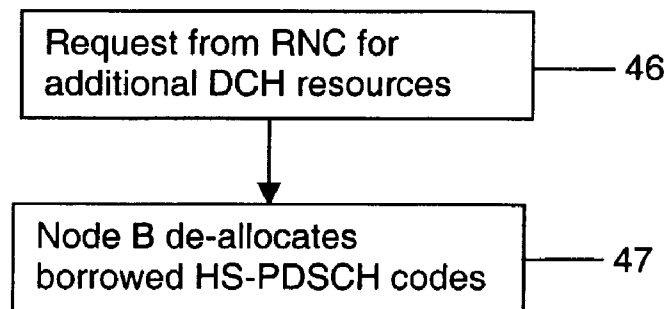 Request from RNC for
additional DCH resources
46
Node B de-allocates
borrowed HS-PDSCH codes
47